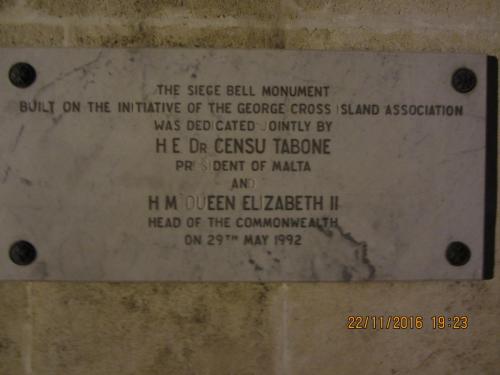 THE SIEGE BELL MONUMENT
BUILT ON THE INITIATIVE OF THE GEORGE CROSS ISLAND ASSOCIATION
WAS DEDICATED JOINTLY BY
H E DR CENSU TABONE
PRESIDENT OF MALTA
AND
H M QUEEN ELIZABETH II
HEAD OF THE COMMONWEALTH
ON 29TH MAY 1992
22/11/2016 19:23